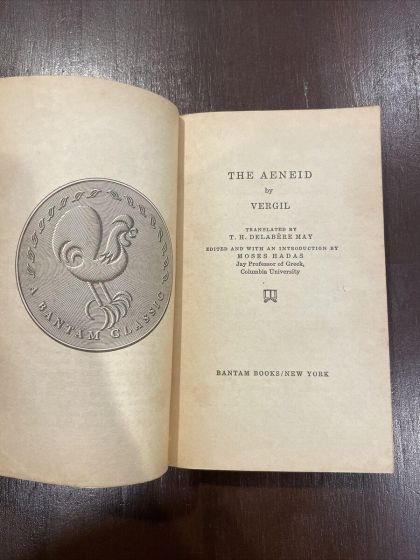 A BANTAM CLASSIC
THE AENEID
by
VERGIL
TRANSLATED BY
T. H. DELABÈRE MAY
EDITED AND WITH AN INTRODUCTION BY
MOSES HADAS
Jay Professor of Greek,
Columbia University
BANTAM BOOKS/NEW YORK